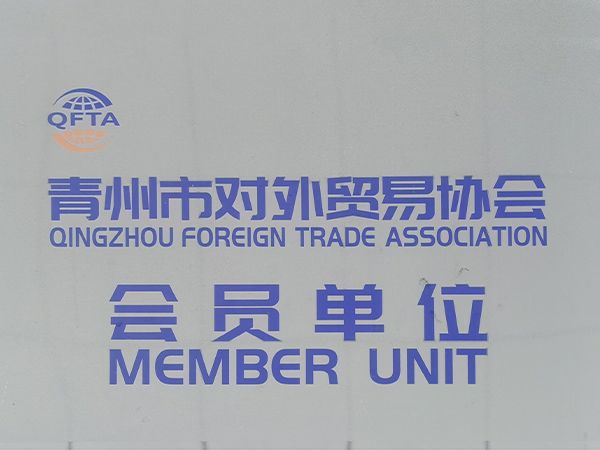 QFTA
青州市对外贸易协会
QINGZHOU FOREIGN TRADE ASSOCIATION
会员单位
MEMBER UNIT